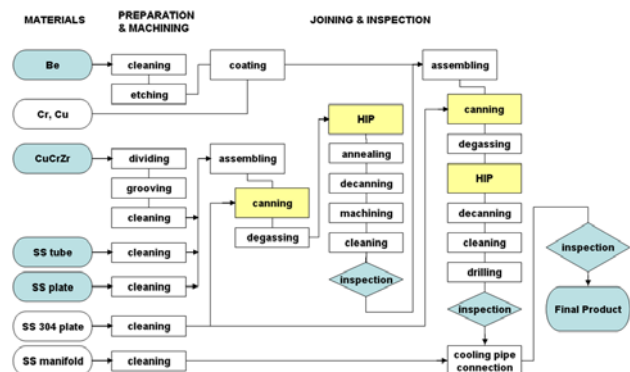 MATERIALS
PREPARATION
& MACHINING
JOINING & INSPECTION
Be
cleaning
etching
coating
assembling
Cr, Cu
HIP
canning
degassing
CuCrZr
dividing
grooving
cleaning
assembling
canning
degassing
annealing
decanning
machining
cleaning
inspection
HIP
decanning
cleaning
drilling
inspection
SS tube
cleaning
SS plate
cleaning
SS 304 plate
cleaning
SS manifold
cleaning
cooling pipe
connection
inspection
Final Product